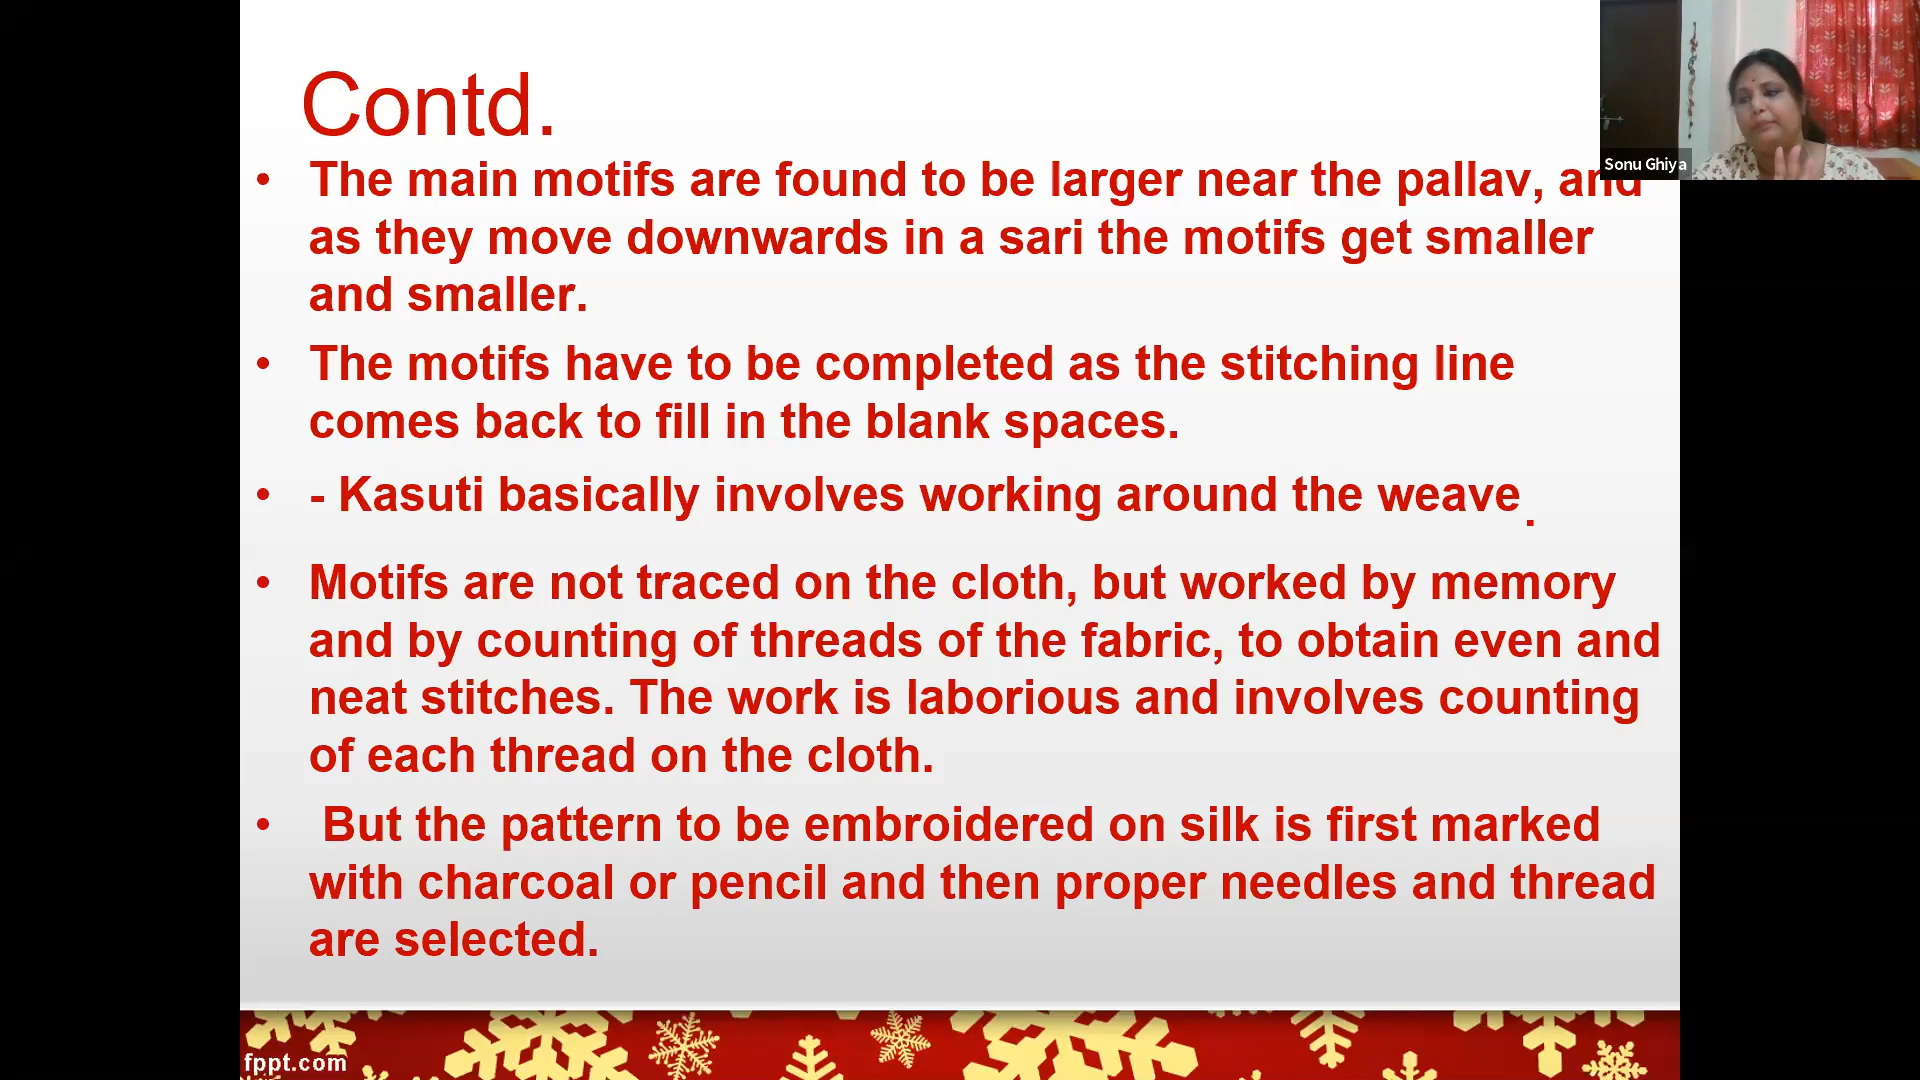 Contd.
• The main motifs are found to be larger near the pallav, and
as they move downwards in a sari the motifs get smaller
and smaller.
• The motifs have to be completed as the stitching line
comes back to fill in the blank spaces.
• - Kasuti basically involves working around the weave.
• Motifs are not traced on the cloth, but worked by memory
and by counting of threads of the fabric, to obtain even and
neat stitches. The work is laborious and involves counting
of each thread on the cloth.
• But the pattern to be embroidered on silk is first marked
with charcoal or pencil and then proper needles and thread
are selected.
fppt.com
Sonu Ghiya